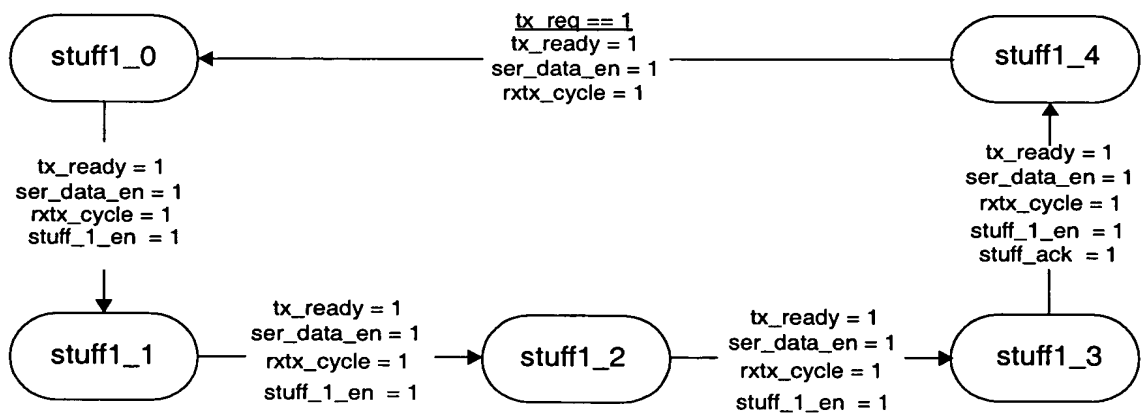 stuff1_0
tx_req == 1
tx_ready = 1
ser_data_en = 1
rxtx_cycle = 1
stuff1_4
tx_ready = 1
ser_data_en = 1
rxtx_cycle = 1
stuff_1_en = 1
tx_ready = 1
ser_data_en = 1
rxtx_cycle = 1
stuff_1_en = 1
stuff_ack = 1
stuff1_1
tx_ready = 1
ser_data_en = 1
rxtx_cycle = 1
stuff_1_en = 1
stuff1_2
tx_ready = 1
ser_data_en = 1
rxtx_cycle = 1
stuff_1_en = 1
stuff1_3